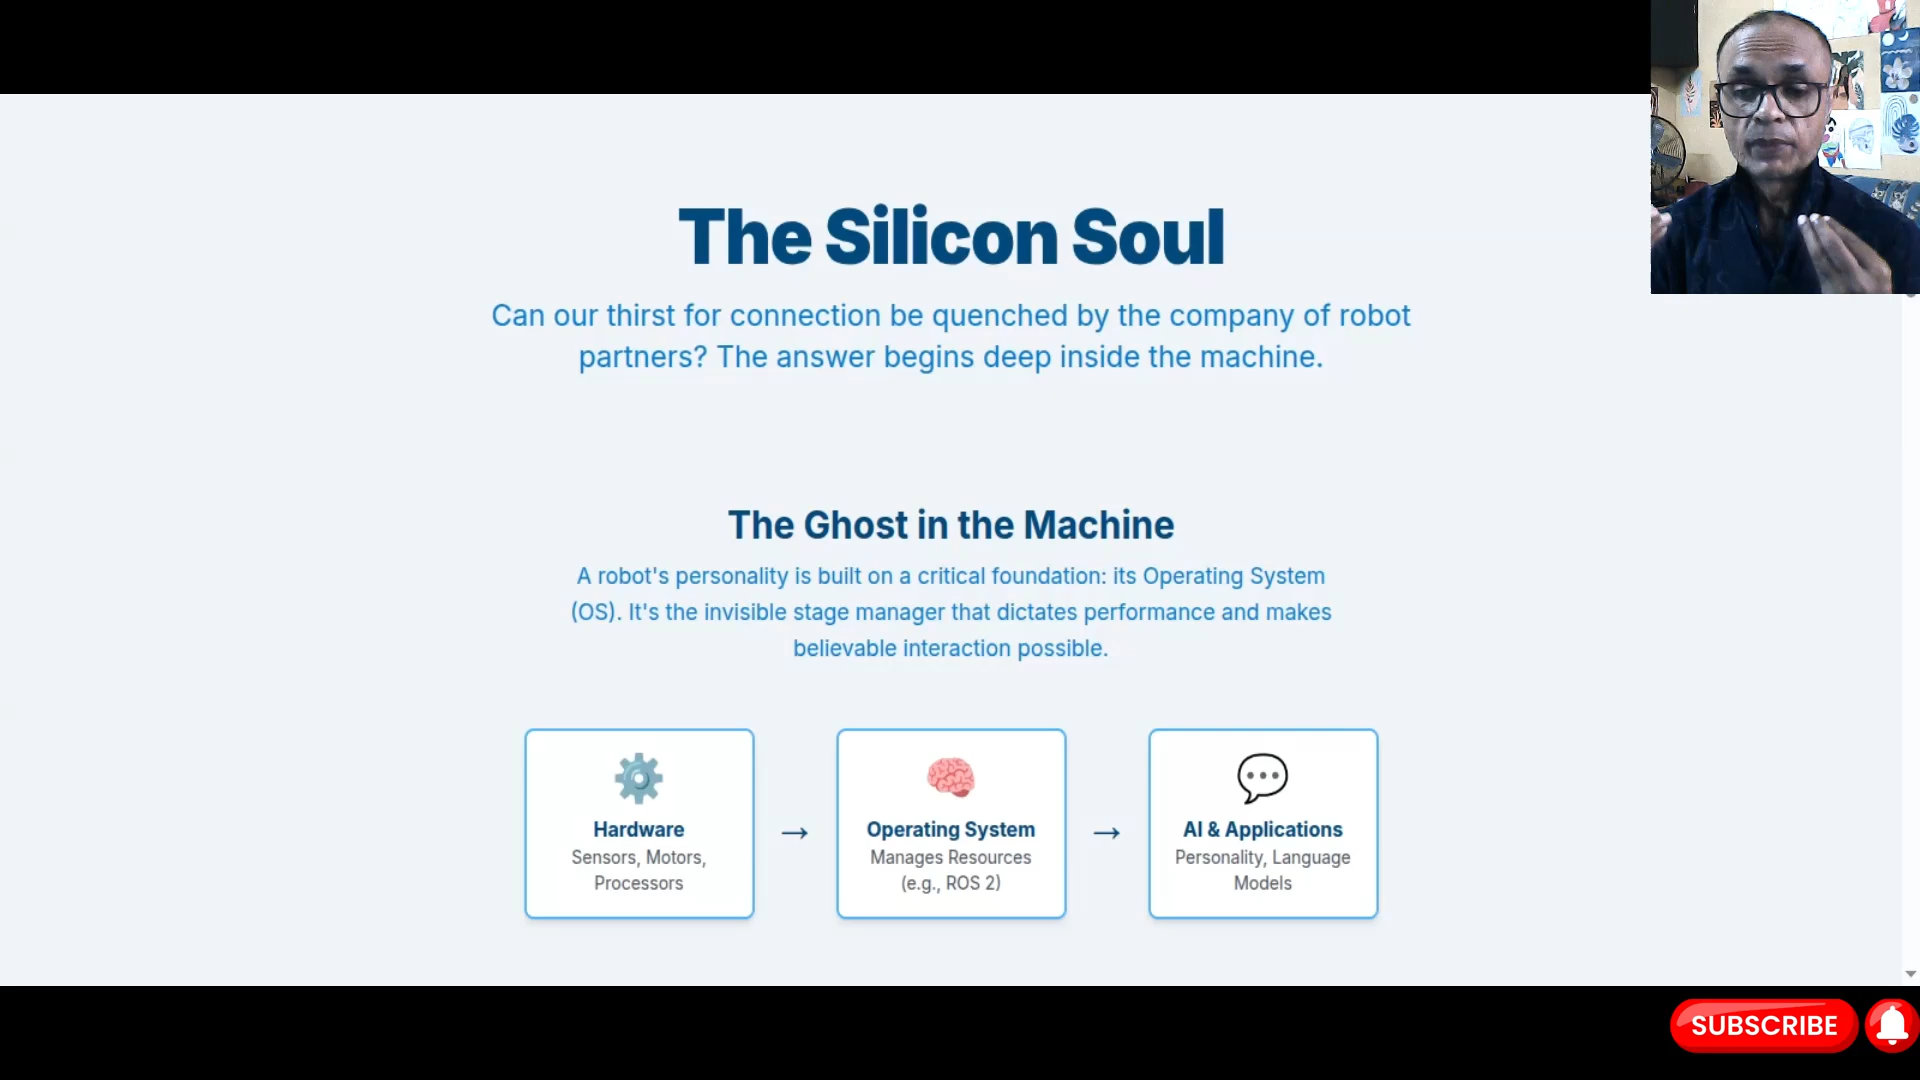 The Silicon Soul
Can our thirst for connection be quenched by the company of robot
partners? The answer begins deep inside the machine.
The Ghost in the Machine
A robot's personality is built on a critical foundation: its Operating System
(OS). It's the invisible stage manager that dictates performance and makes
believable interaction possible.
⚙️
Hardware
Sensors, Motors,
Processors
→
🧠
Operating System
Manages Resources
(e.g., ROS 2)
→
💬
AI & Applications
Personality, Language
Models
SUBSCRIBE